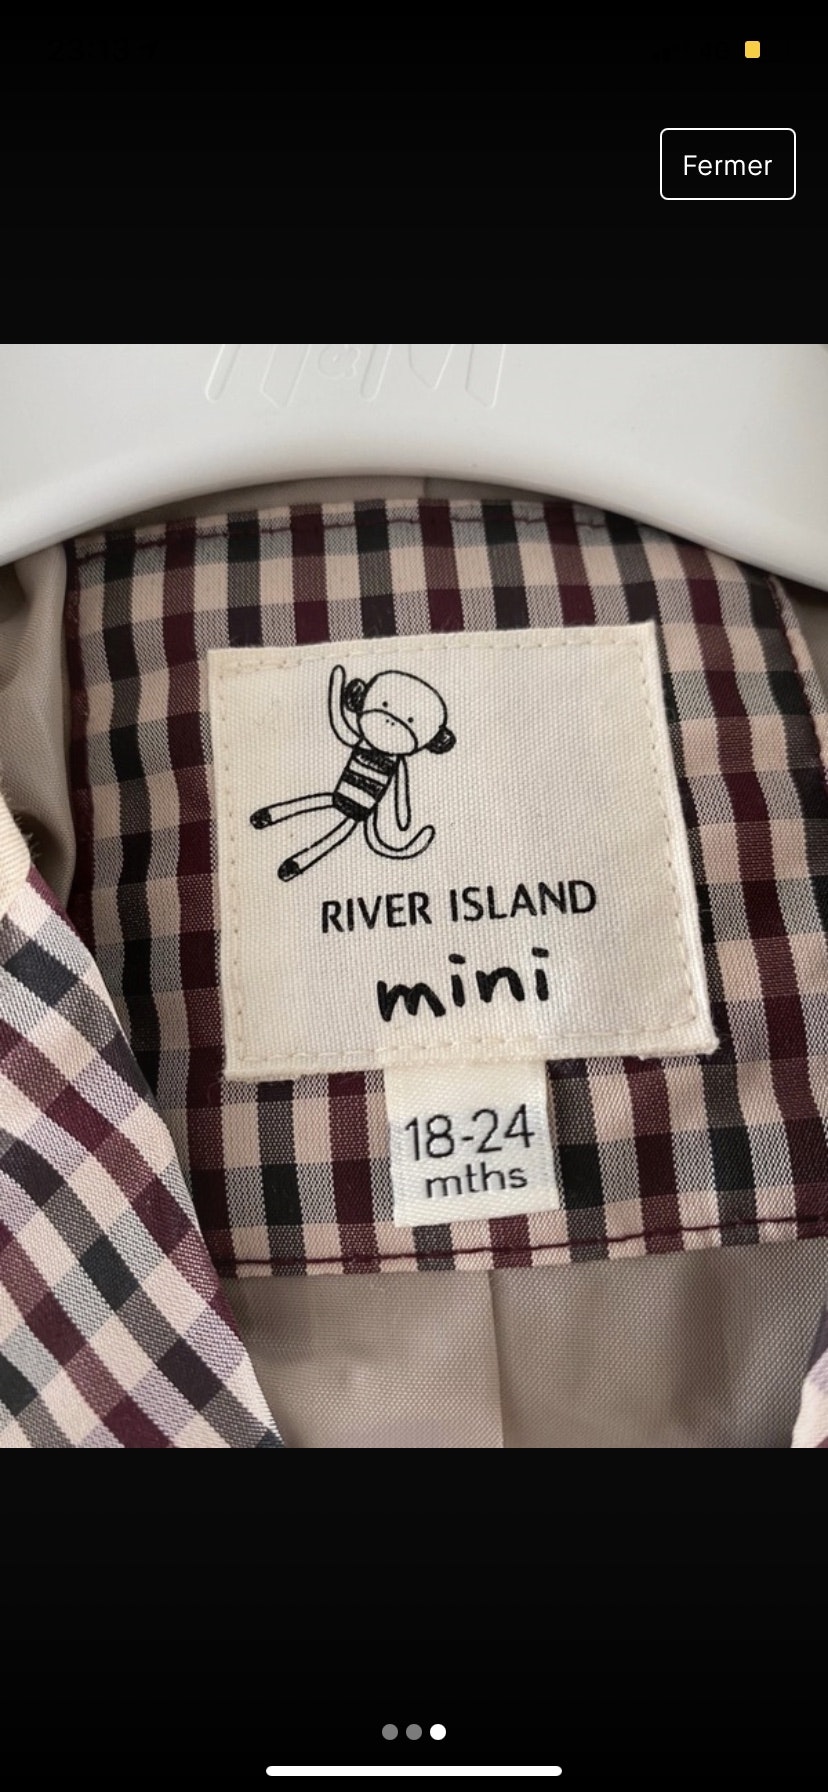 Fermer
H&M
RIVER ISLAND
mini
18-24
mths